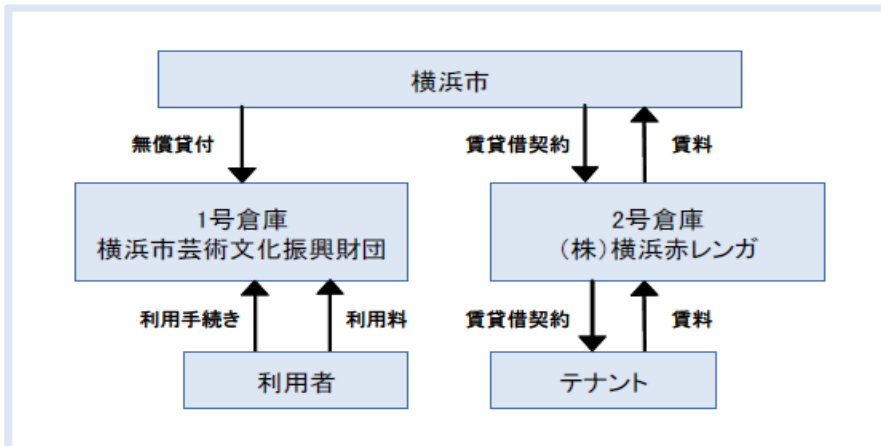 横浜市
無償貸付
賃貸借契約
賃料
1号倉庫
横浜市芸術文化振興財団
2号倉庫
(株)横浜赤レンガ
利用手続き
利用料
賃貸借契約
賃料
利用者
テナント